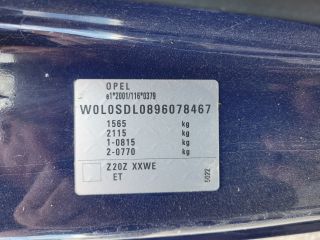 OPEL
e1*2001/116*0379
W0L0SDL0896078467
1565 kg
2115 kg
1-0815 kg
2-0770 kg
Z20Z XXWE
ET
5022